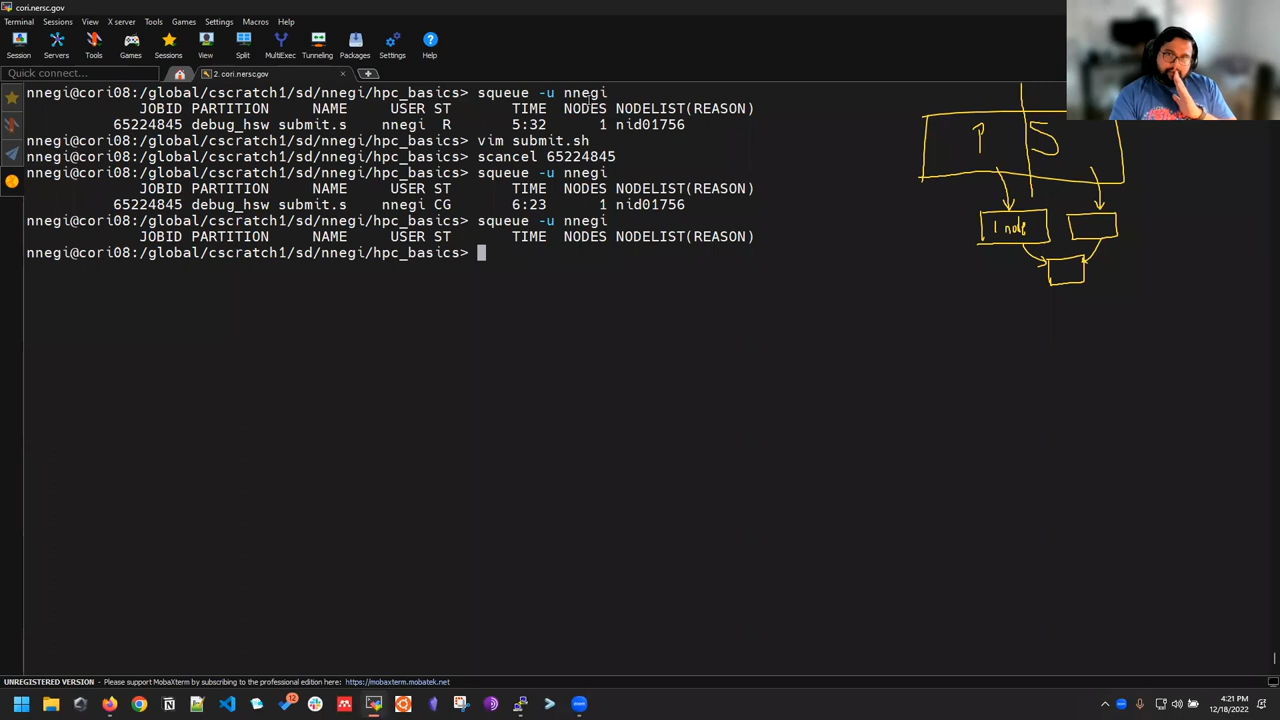 cori.nersc.gov
Terminal Sessions View X server Tools Games Settings Macros Help
Session Servers Tools Games Sessions View Split MultiExec Tunneling Packages Settings Help
Quick connect...
2. cori.nersc.gov
nnegi@cori08:/global/cscratch1/sd/nnegi/hpc_basics> squeue -u nnegi
JOBID PARTITION NAME USER ST TIME NODES NODELIST(REASON)
65224845 debug_hsw submit.s nnegi R 5:32 1 nid01756
nnegi@cori08:/global/cscratch1/sd/nnegi/hpc_basics> vim submit.sh
nnegi@cori08:/global/cscratch1/sd/nnegi/hpc_basics> scancel 65224845
nnegi@cori08:/global/cscratch1/sd/nnegi/hpc_basics> squeue -u nnegi
JOBID PARTITION NAME USER ST TIME NODES NODELIST(REASON)
65224845 debug_hsw submit.s nnegi CG 6:23 1 nid01756
nnegi@cori08:/global/cscratch1/sd/nnegi/hpc_basics> squeue -u nnegi
JOBID PARTITION NAME USER ST TIME NODES NODELIST(REASON)
nnegi@cori08:/global/cscratch1/sd/nnegi/hpc_basics>
S
1 node
UNREGISTERED VERSION - Please support MobaXterm by subscribing to the professional edition here: https://mobaxterm.mobatek.net
12
4:21 PM
12/18/2022